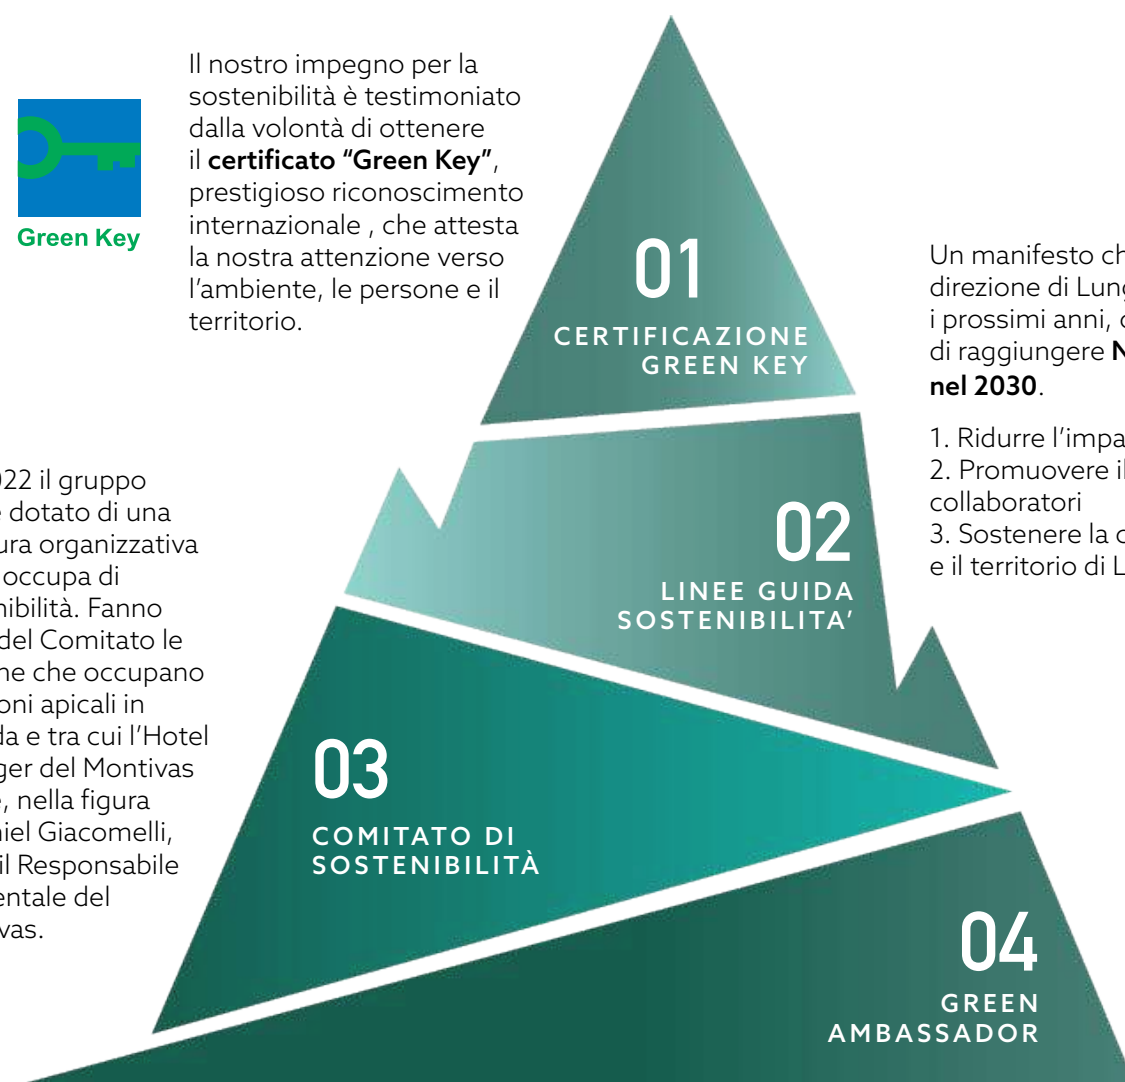 Il nostro impegno per la
sostenibilità è testimoniato
dalla volontà di ottenere
il certificato “Green Key”,
prestigioso riconoscimento
internazionale , che attesta
la nostra attenzione verso
l’ambiente, le persone e il
territorio.
Green Key
01
CERTIFICAZIONE
GREEN KEY
Un manifesto ch
direzione di Lung
i prossimi anni,
di raggiungere N
nel 2030.
1. Ridurre l’impa
2. Promuovere il
collaboratori
3. Sostenere la
e il territorio di L
02
LINEE GUIDA
SOSTENIBILITA’
22 il gruppo
dotato di una
ura organizzativa
occupa di
nibilità. Fanno
del Comitato le
ne che occupano
oni apicali in
da e tra cui l’Hotel
ger del Montivas
, nella figura
niel Giacomelli,
il Responsabile
entale del
vas.
03
COMITATO DI
SOSTENIBILITÀ
04
GREEN
AMBASSADOR